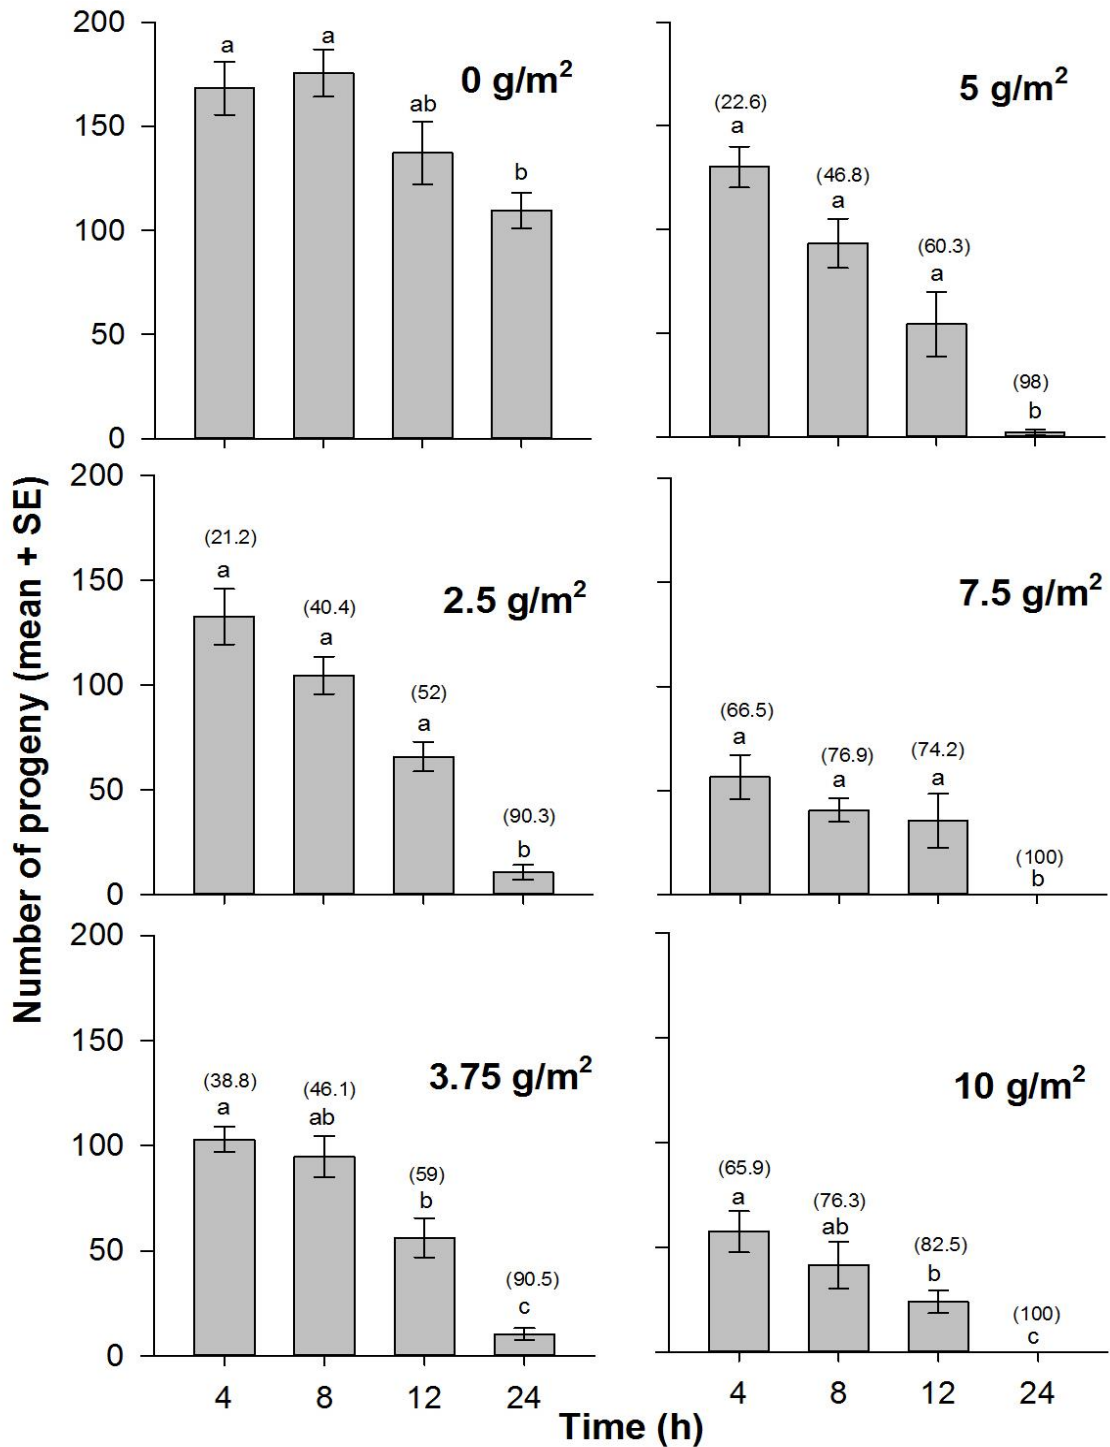 Number of progeny (mean + SE)
200
150
100
50
0
0 g/m²
a
a
ab
b
5 g/m²
(22.6)
a
(46.8)
a
(60.3)
a
(98)
b
200
150
100
50
0
2.5 g/m²
(21.2)
a
(40.4)
a
(52)
a
(90.3)
b
7.5 g/m²
(66.5)
a
(76.9)
a
(74.2)
a
(100)
b
200
150
100
50
0
3.75 g/m²
(38.8)
a
(46.1)
ab
(59)
b
(90.5)
c
4 8 12 24
10 g/m²
(65.9)
a
(76.3)
ab
(82.5)
b
(100)
c
4 8 12 24
Time (h)